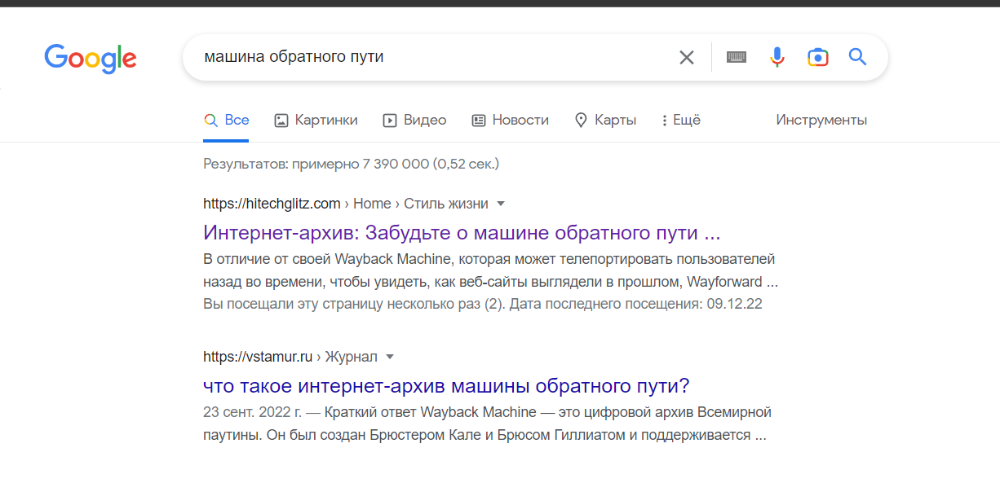 Google
машина обратного пути
Все Картинки Видео Новости Карты Ещё Инструменты
Результатов: примерно 7 390 000 (0,52 сек.)
https://hitechglitz.com › Home › Стиль жизни
Интернет-архив: Забудьте о машине обратного пути ...
В отличие от своей Wayback Machine, которая может телепортировать пользователей
назад во времени, чтобы увидеть, как веб-сайты выглядели в прошлом, Wayforward ...
Вы посещали эту страницу несколько раз (2). Дата последнего посещения: 09.12.22
https://vstamur.ru › Журнал
что такое интернет-архив машины обратного пути?
23 сент. 2022 г. — Краткий ответ Wayback Machine — это цифровой архив Всемирной
паутины. Он был создан Брюстером Кале и Брюсом Гиллиатом и поддерживается ...